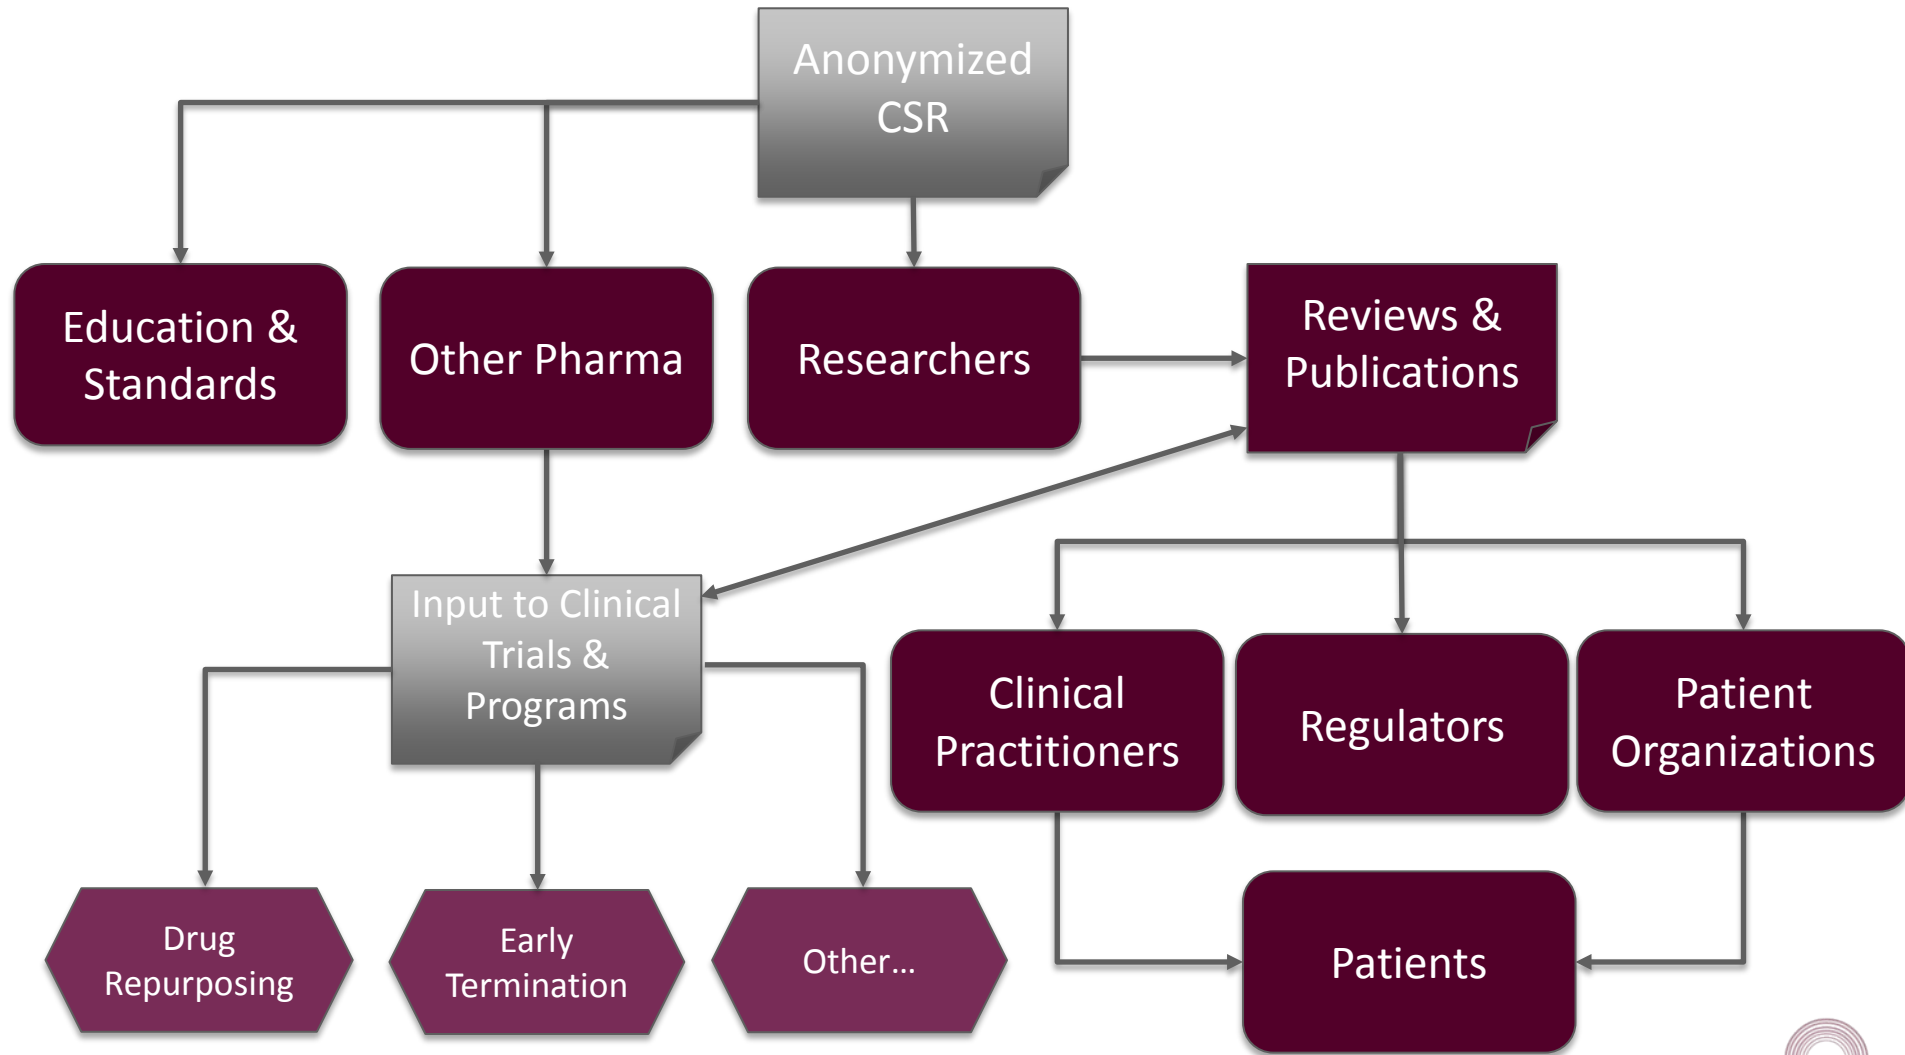 Anonymized
CSR
Education &
Standards
Other Pharma
Researchers
Reviews &
Publications
Input to Clinical
Trials &
Programs
Clinical
Practitioners
Regulators
Patient
Organizations
Drug
Repurposing
Early
Termination
Other...
Patients